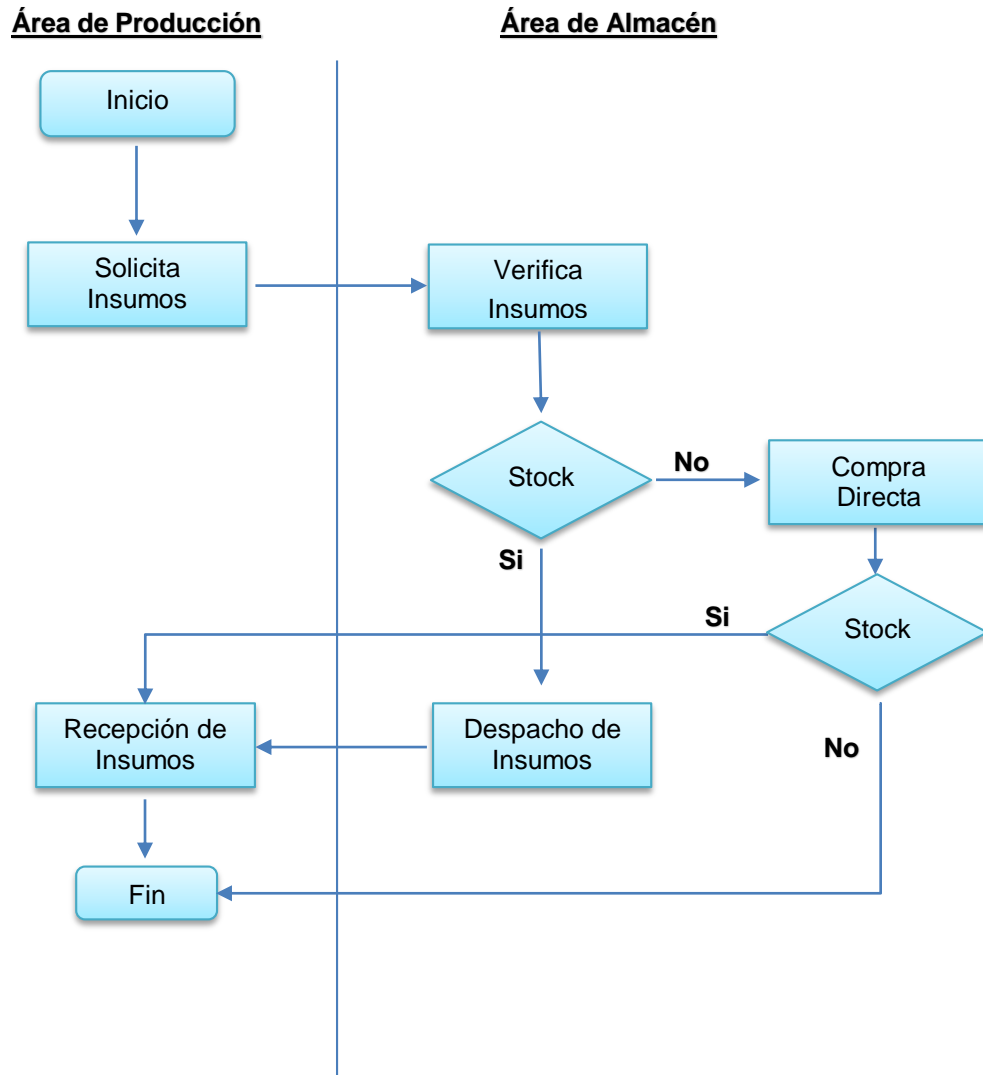 Área de Producción
Área de Almacén
Inicio
Solicita
Insumos
Verifica
Insumos
Stock
No
Compra
Directa
Si
Si
Stock
Recepción de
Insumos
Despacho de
Insumos
No
Fin